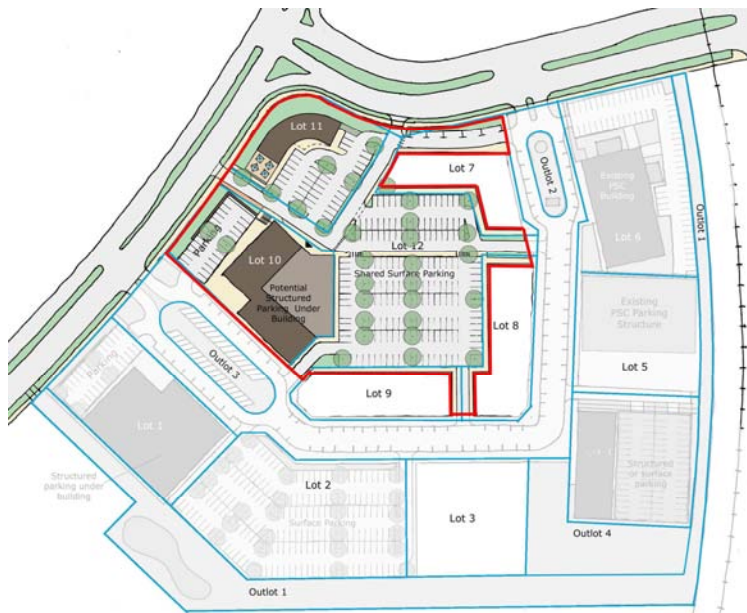 Lot 11
Lot 7
Outlot 2
Existing
PSC
Building
Lot 6
Outlot 1
Parking
Lot 12
Shared Surface Parking
Lot 10
Potential
Structured
Parking Under
Building
Existing
PSC Parking
Structure
Lot 8
Lot 5
Outlot 3
Lot 9
Parking
Lot 1
Structured
parking under
building
Lot 2
Surface Parking
Lot 3
Structured
or surface
parking
Outlot 4
Outlot 1